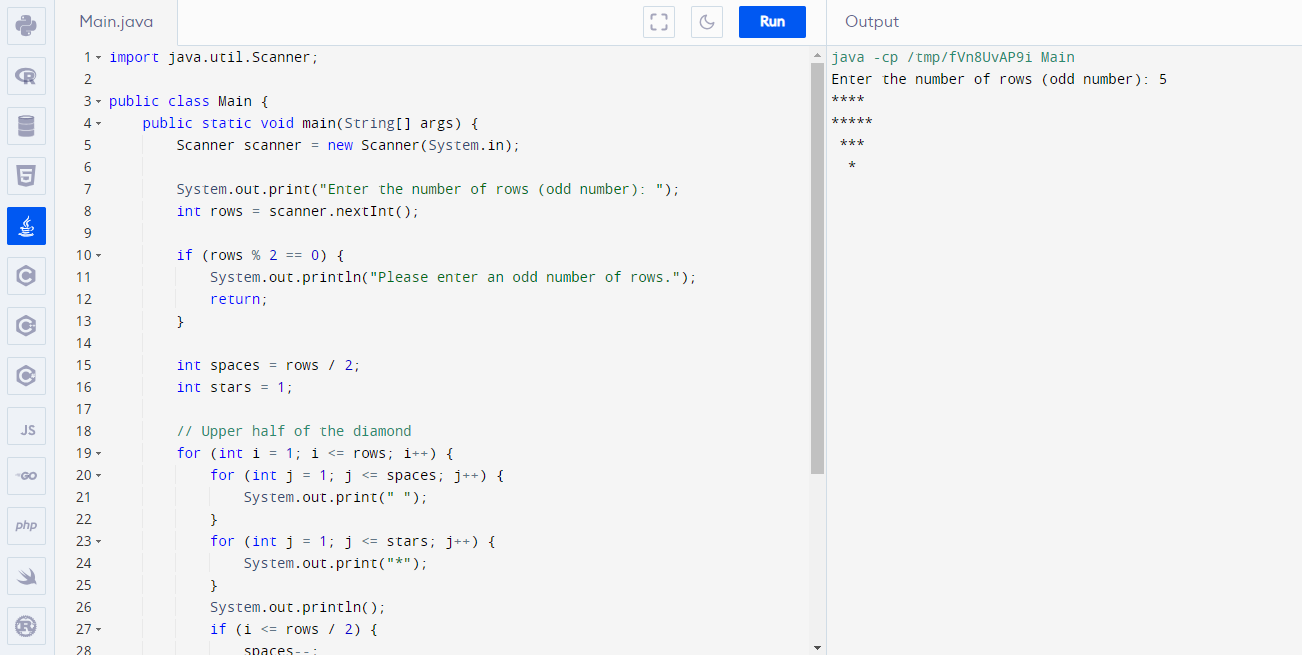 Main.java
Run
Output
1 import java.util.Scanner;
2
3 public class Main {
4 public static void main(String[] args) {
5 Scanner scanner = new Scanner(System.in);
6
7 System.out.print("Enter the number of rows (odd number): ");
8 int rows = scanner.nextInt();
9
10 if (rows % 2 == 0) {
11 System.out.println("Please enter an odd number of rows.");
12 return;
13 }
14
15 int spaces = rows / 2;
16 int stars = 1;
17
18 // Upper half of the diamond
19 for (int i = 1; i <= rows; i++) {
20 for (int j = 1; j <= spaces; j++) {
21 System.out.print(" ");
22 }
23 for (int j = 1; j <= stars; j++) {
24 System.out.print("*");
25 }
26 System.out.println();
27 if (i <= rows / 2) {
28 spaces--;
java -cp /tmp/fVn8UvAP9i Main
Enter the number of rows (odd number): 5
****
*****
***
*
R
5
C
C
C
JS
GO
php
R